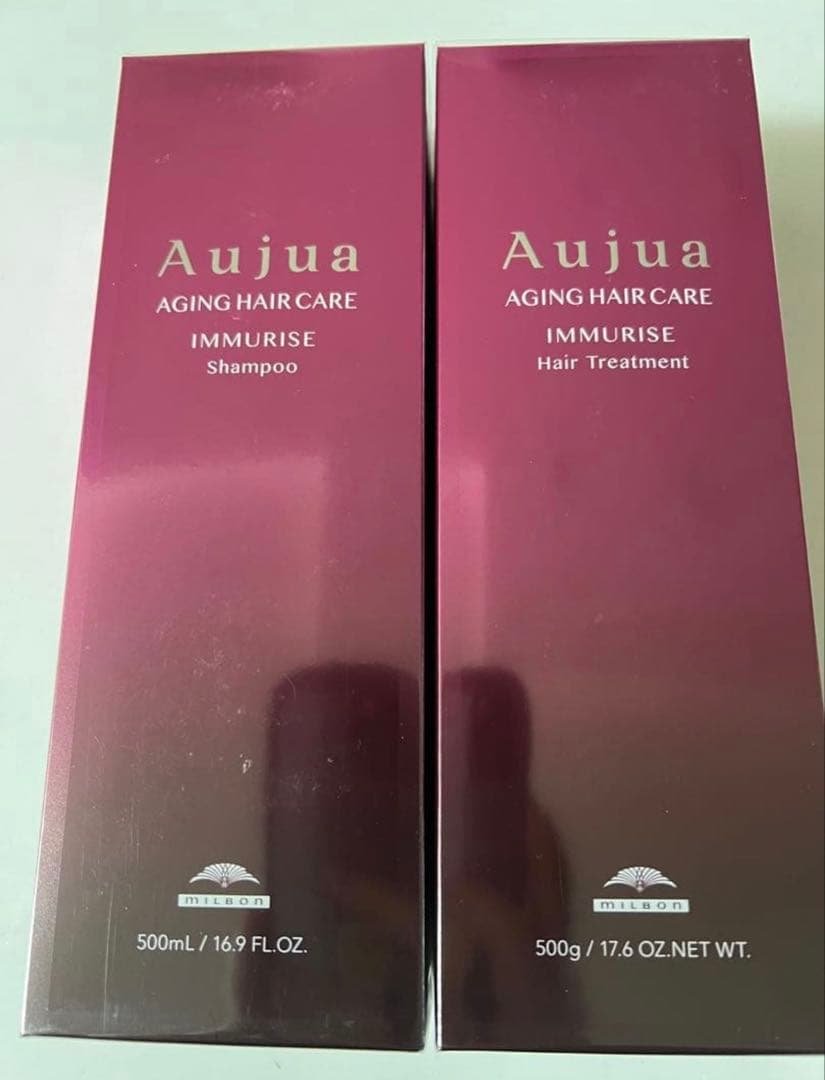 Aujua
AGING HAIR CARE
IMMURISE
Shampoo
MILBON
500mL / 16.9 FL.OZ.
Aujua
AGING HAIR CARE
IMMURISE
Hair Treatment
MILBON
500g / 17.6 OZ.NET WT.